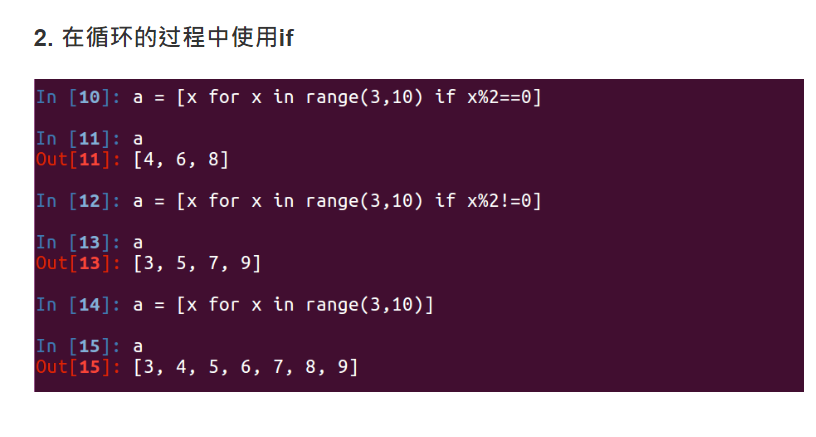 2. 在循环的过程中使用if
In [10]: a = [x for x in range(3,10) if x%2==0]
In [11]: a
Out[11]: [4, 6, 8]
In [12]: a = [x for x in range(3,10) if x%2!=0]
In [13]: a
Out[13]: [3, 5, 7, 9]
In [14]: a = [x for x in range(3,10)]
In [15]: a
Out[15]: [3, 4, 5, 6, 7, 8, 9]